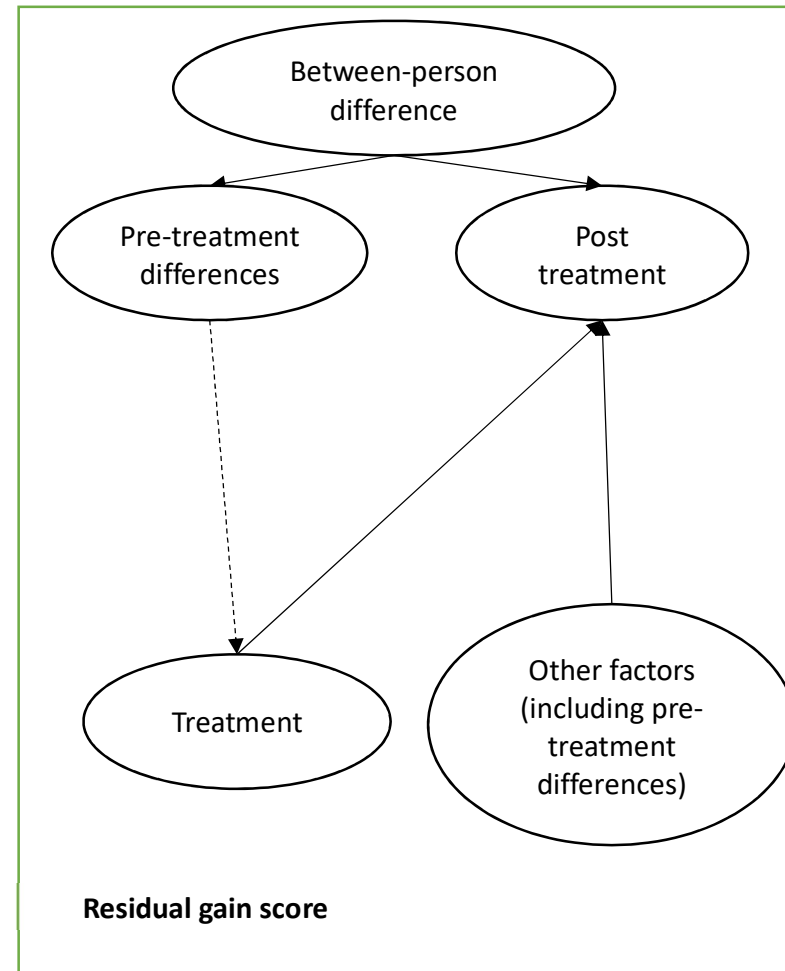 Between-person
difference
Pre-treatment
differences
Post
treatment
Treatment
Other factors
(including pre-
treatment
differences)
Residual gain score